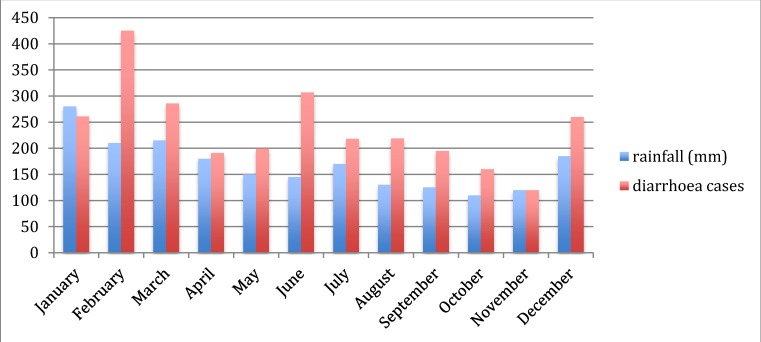 450
400
350
300
250
200
150
100
50
0
January
February
March
April
May
June
July
August
September
October
November
December
rainfall (mm)
diarrhoea cases